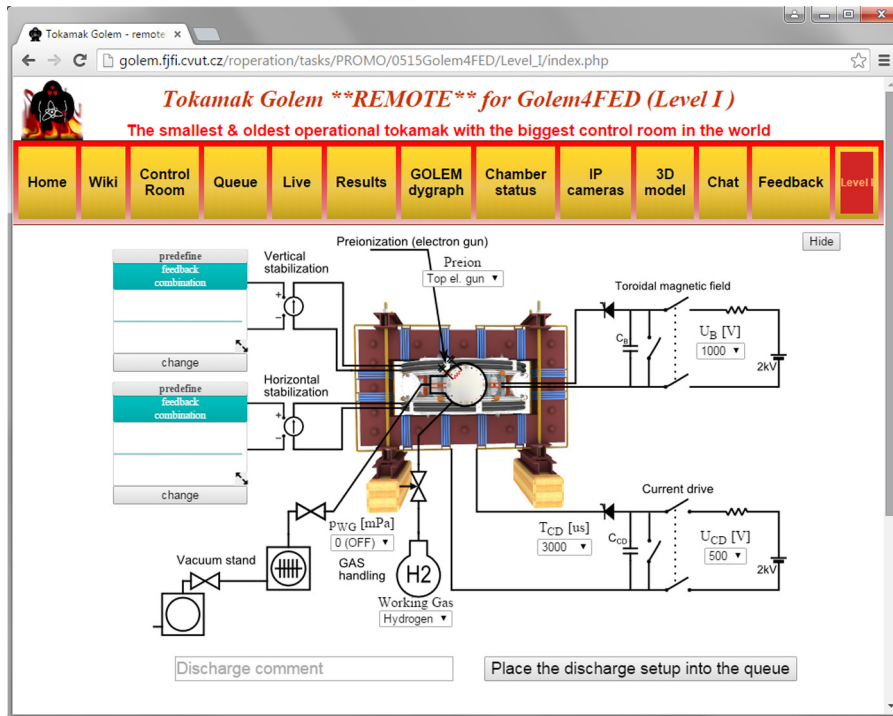 Tokamak Golem - remote
golem.fjfi.cvut.cz/roperation/tasks/PROMO/0515Golem4FED/Level_I/index.php
Tokamak Golem **REMOTE** for Golem4FED (Level I )
The smallest & oldest operational tokamak with the biggest control room in the world
Home
Wiki
Control
Room
Queue
Live
Results
GOLEM
dygraph
Chamber
status
IP
cameras
3D
model
Chat
Feedback
Level I
Hide
Preionization (electron gun)
Preion
Top el. gun
predefine
feedback
combination
change
Vertical
stabilization
+
−
predefine
feedback
combination
change
Horizontal
stabilization
+
−
Toroidal magnetic field
C_B
U_B [V]
1000
2kV
Current drive
T_CD [us]
3000
C_CD
U_CD [V]
500
2kV
p_WG [mPa]
0 (OFF)
GAS
handling
H2
Working Gas
Hydrogen
Vacuum stand
Discharge comment
Place the discharge setup into the queue